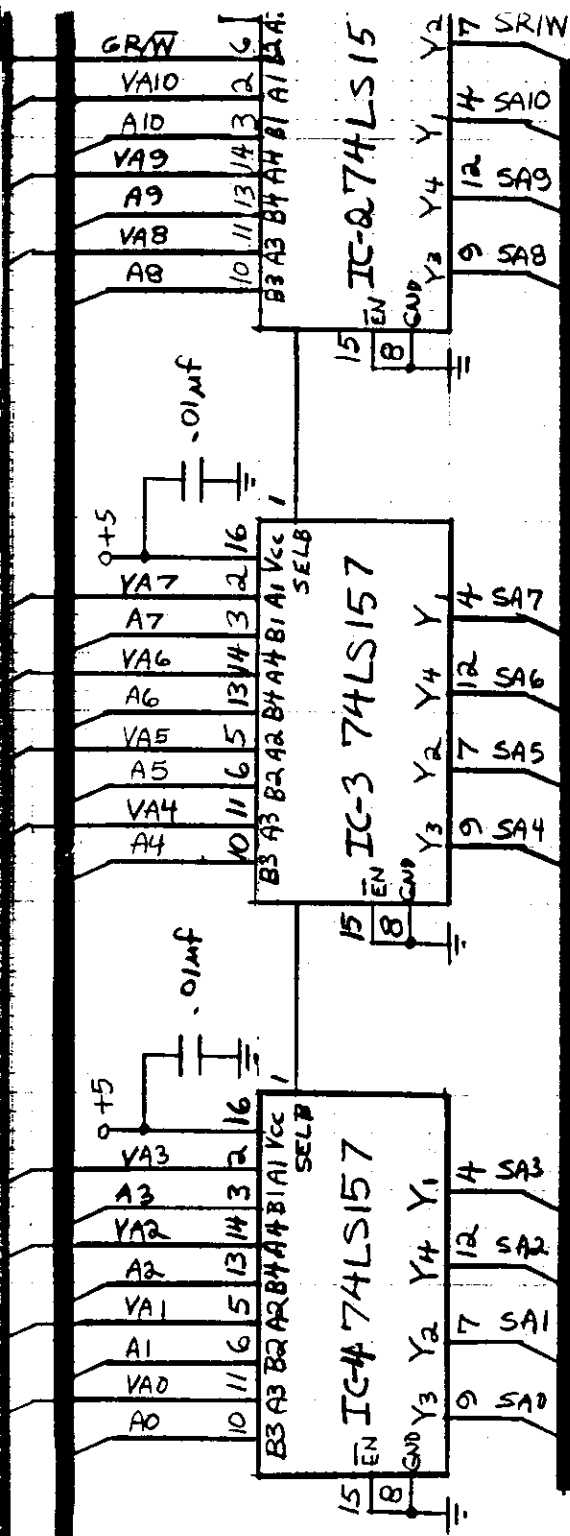 GR/W 6 B2 A
VA10 2 A1
A10 3 B1
VA9 14 A4
A9 13 B4
VA8 11 A3
A8 10 B3
IC-2 74LS15
Y2 7 SR/W
Y1 4 SA10
Y4 12 SA9
Y3 9 SA8
15 EN
8 GND
.01µf
+5
16 Vcc
1 SELB
VA7 2 A1
A7 3 B1
VA6 14 A4
A6 13 B4
VA5 5 A2
A5 6 B2
VA4 11 A3
A4 10 B3
IC-3 74LS157
Y1 4 SA7
Y4 12 SA6
Y2 7 SA5
Y3 9 SA4
15 EN
8 GND
.01µf
+5
16 Vcc
1 SELB
VA3 2 A1
A3 3 B1
VA2 14 A4
A2 13 B4
VA1 5 A2
A1 6 B2
VA0 11 A3
A0 10 B3
IC-4 74LS157
Y1 4 SA3
Y4 12 SA2
Y2 7 SA1
Y3 9 SA0
15 EN
8 GND